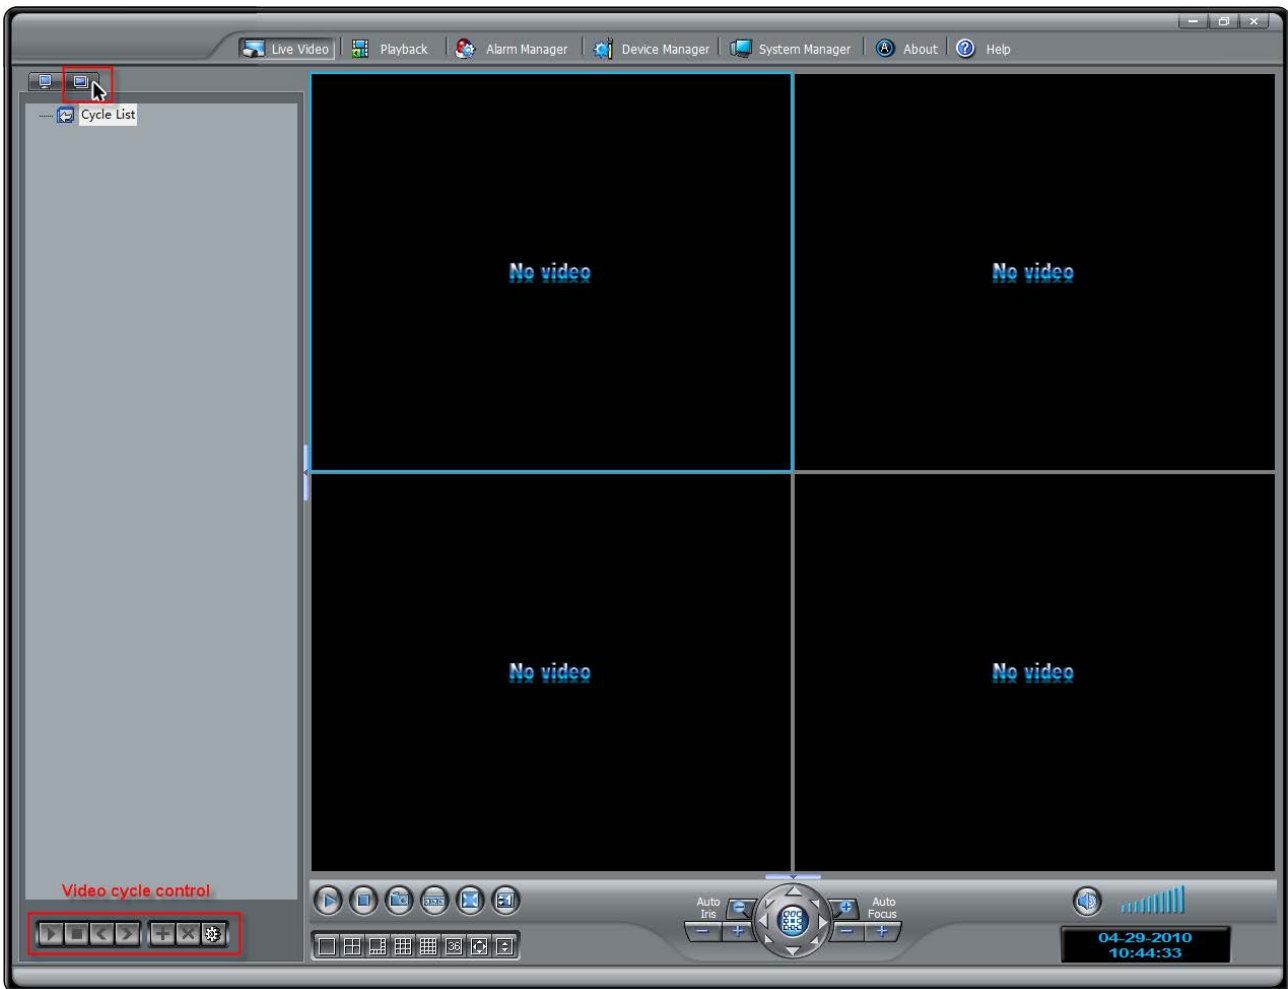 Live Video
Playback
Alarm Manager
Device Manager
System Manager
About
Help
Cycle List
No video
No video
No video
No video
Video cycle control
36
Auto
Iris
Auto
Focus
04-29-2010
10:44:33